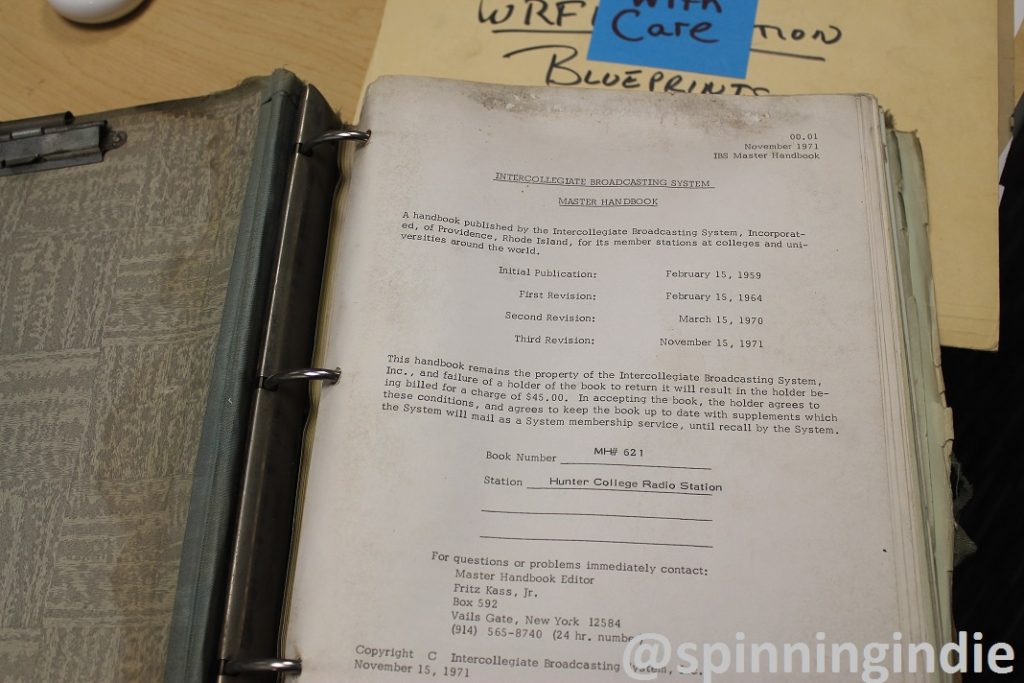 With
Care
WRFI
Blueprints
00.01
November 1971
IBS Master Handbook
INTERCOLLEGIATE BROADCASTING SYSTEM
MASTER HANDBOOK
A handbook published by the Intercollegiate Broadcasting System, Incorporat-
ed, of Providence, Rhode Island, for its member stations at colleges and uni-
versities around the world.
Initial Publication: February 15, 1959
First Revision: February 15, 1964
Second Revision: March 15, 1970
Third Revision: November 15, 1971
This handbook remains the property of the Intercollegiate Broadcasting System,
Inc., and failure of a holder of the book to return it will result in the holder be-
ing billed for a charge of $45.00. In accepting the book, the holder agrees to
these conditions, and agrees to keep the book up to date with supplements which
the System will mail as a System membership service, until recall by the System.
Book Number MH# 621
Station Hunter College Radio Station
For questions or problems immediately contact:
Master Handbook Editor
Fritz Kass, Jr.
Box 592
Vails Gate, New York 12584
(914) 565-8740 (24 hr. number
Copyright C Intercollegiate Broadcasting
November 15, 1971
@spinningindie